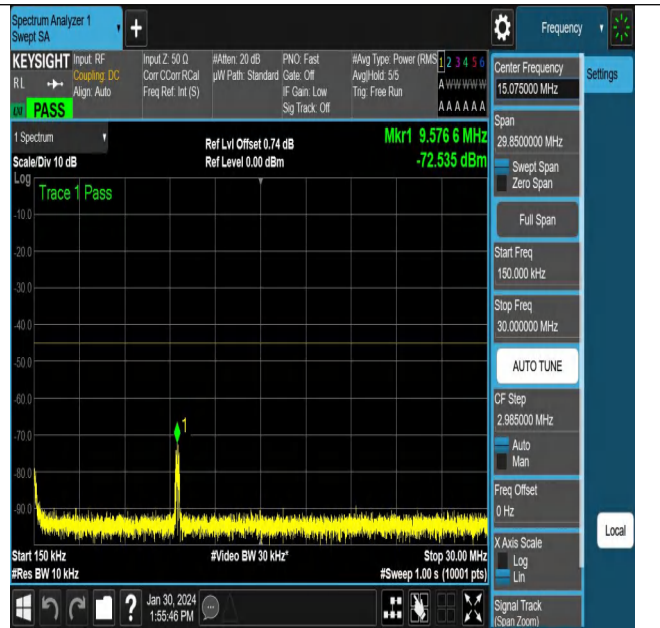 Spectrum Analyzer 1
Swept SA
Frequency
KEYSIGHT
RL
LXI
PASS
Input: RF
Coupling: DC
Align: Auto
Input Z: 50 Ω
Corr CCorr RCal
Freq Ref: Int (S)
#Atten: 20 dB
µW Path: Standard
PNO: Fast
Gate: Off
IF Gain: Low
Sig Track: Off
#Avg Type: Power (RMS
Avg|Hold: 5/5
Trig: Free Run
1 2 3 4 5 6
A W W W W W
A A A A A A
Center Frequency
15.075000 MHz
Settings
1 Spectrum
Scale/Div 10 dB
Ref Lvl Offset 0.74 dB
Ref Level 0.00 dBm
Mkr1 9.576 6 MHz
-72.535 dBm
Span
29.8500000 MHz
Swept Span
Zero Span
Log
Trace 1 Pass
-10.0
-20.0
-30.0
-40.0
-50.0
-60.0
-70.0
-80.0
-90.0
1
Full Span
Start Freq
150.000 kHz
Stop Freq
30.000000 MHz
AUTO TUNE
CF Step
2.985000 MHz
Auto
Man
Freq Offset
0 Hz
X Axis Scale
Log
Lin
Local
Signal Track
(Span Zoom)
Start 150 kHz
#Res BW 10 kHz
#Video BW 30 kHz*
Stop 30.00 MHz
#Sweep 1.00 s (10001 pts)
?
Jan 30, 2024
1:55:46 PM